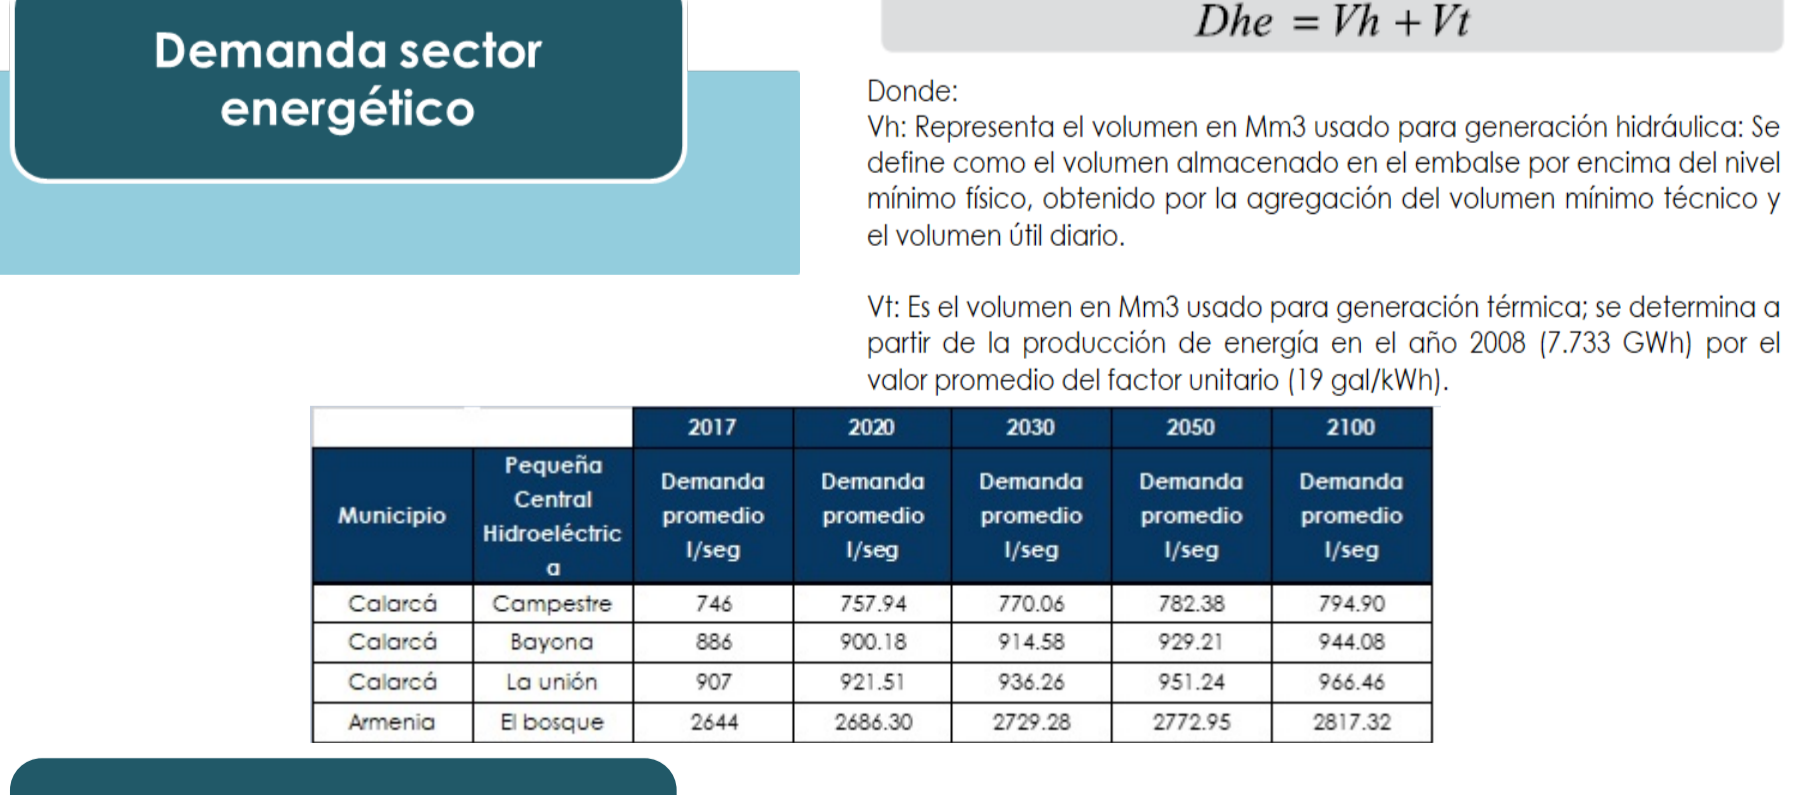 Demanda sector
energético
Dhe = Vh + Vt
Donde:
Vh: Representa el volumen en Mm3 usado para generación hidráulica: Se
define como el volumen almacenado en el embalse por encima del nivel
mínimo físico, obtenido por la agregación del volumen mínimo técnico y
el volumen útil diario.
Vt: Es el volumen en Mm3 usado para generación térmica; se determina a
partir de la producción de energía en el año 2008 (7.733 GWh) por el
valor promedio del factor unitario (19 gal/kWh).
2017 2020 2030 2050 2100
Municipio
Pequeña
Central
Hidroeléctric
a
Demanda
promedio
l/seg
Demanda
promedio
l/seg
Demanda
promedio
l/seg
Demanda
promedio
l/seg
Demanda
promedio
l/seg
Calarcá Campestre 746 757.94 770.06 782.38 794.90
Calarcá Bayona 886 900.18 914.58 929.21 944.08
Calarcá La unión 907 921.51 936.26 951.24 966.46
Armenia El bosque 2644 2686.30 2729.28 2772.95 2817.32